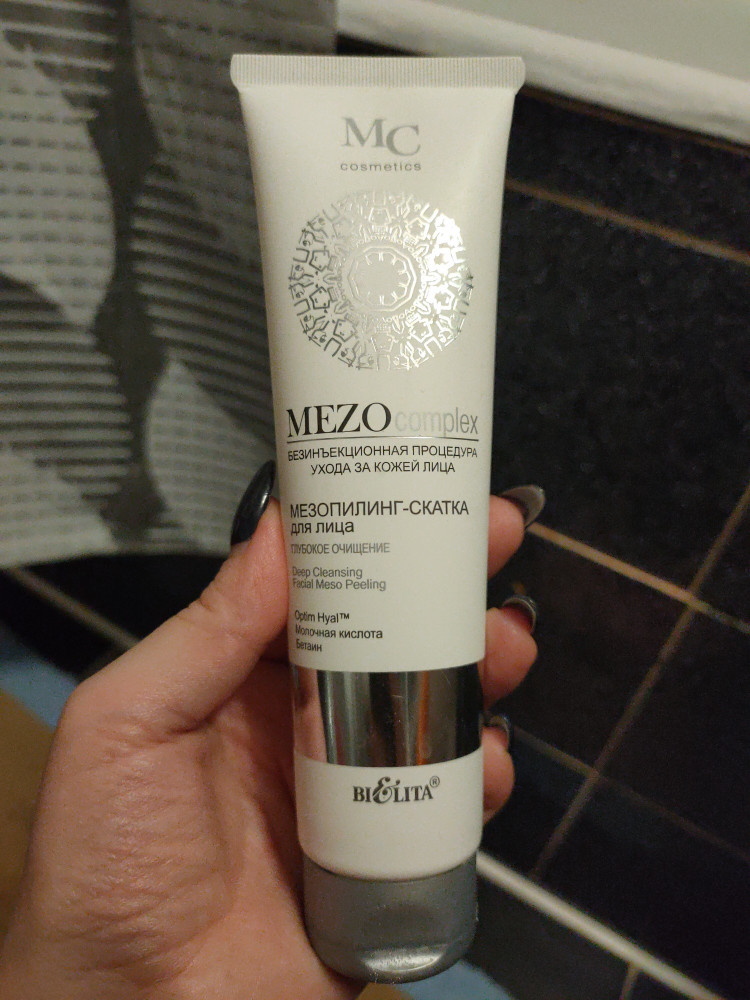 MC
cosmetics
MEZOcomplex
БЕЗИНЪЕКЦИОННАЯ ПРОЦЕДУРА
УХОДА ЗА КОЖЕЙ ЛИЦА
МЕЗОПИЛИНГ-СКАТКА
для лица
ГЛУБОКОЕ ОЧИЩЕНИЕ
Deep Cleansing
Facial Meso Peeling
Optim Hyal™
Молочная кислота
Бетаин
BIELITA®